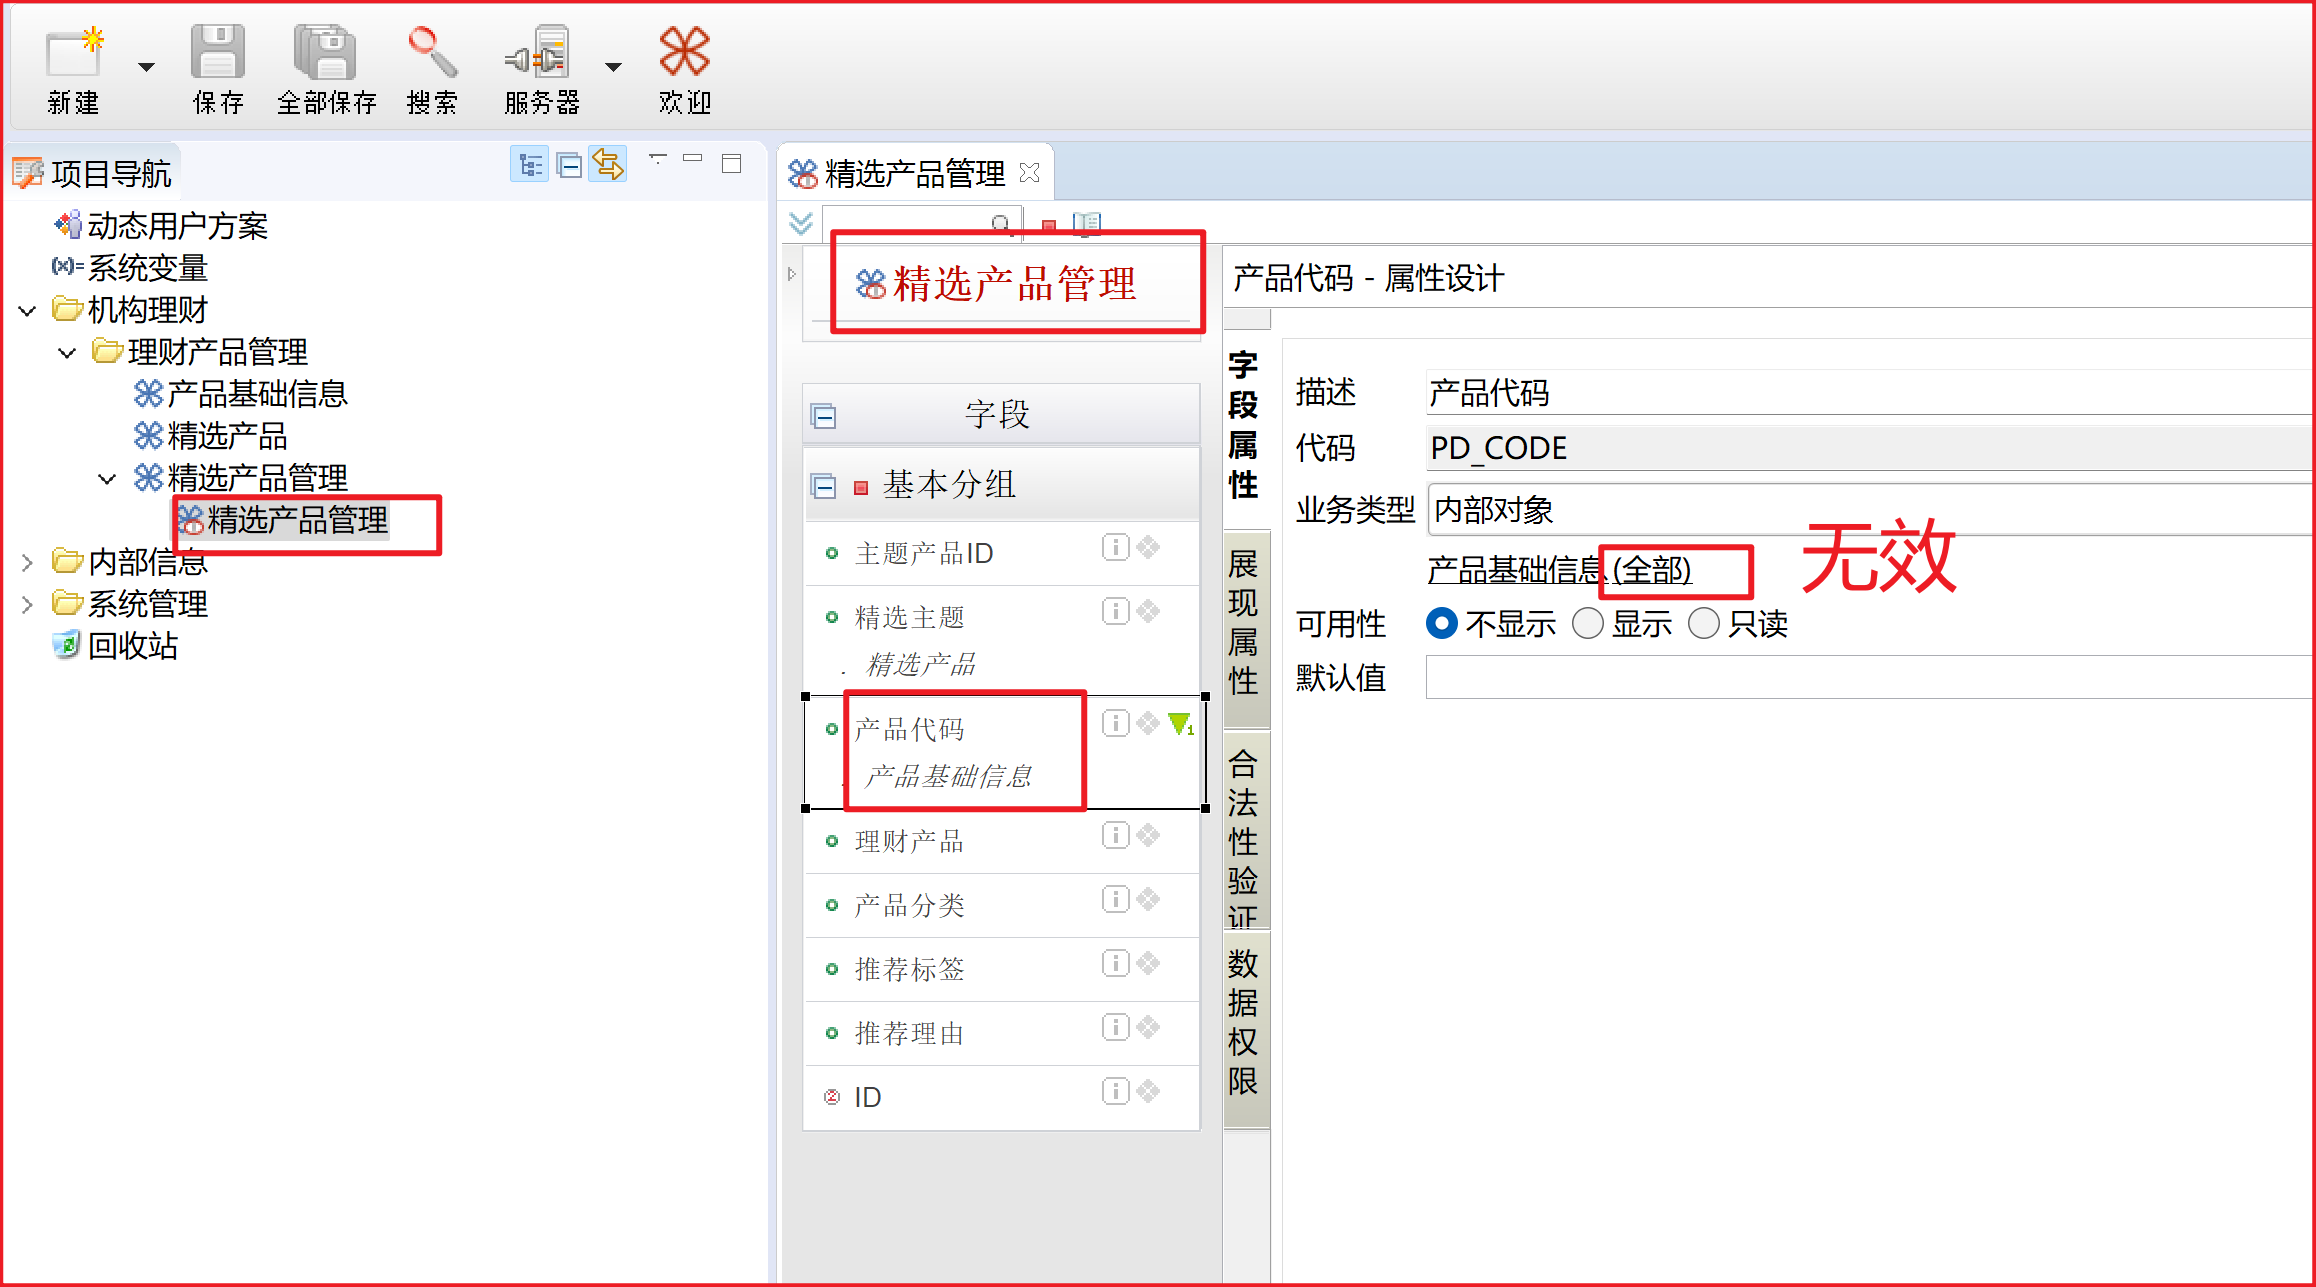 新建
保存
全部保存
搜索
服务器
欢迎
项目导航
动态用户方案
(x)=系统变量
机构理财
理财产品管理
产品基础信息
精选产品
精选产品管理
精选产品管理
内部信息
系统管理
回收站
精选产品管理
精选产品管理
字段
基本分组
主题产品ID
精选主题
. 精选产品
产品代码
1
. 产品基础信息
理财产品
产品分类
推荐标签
推荐理由
ID
产品代码 - 属性设计
字段属性
展现属性
合法性验证
数据权限
描述 产品代码
代码 PD_CODE
业务类型 内部对象
产品基础信息(全部)
无效
可用性 不显示 显示 只读
默认值